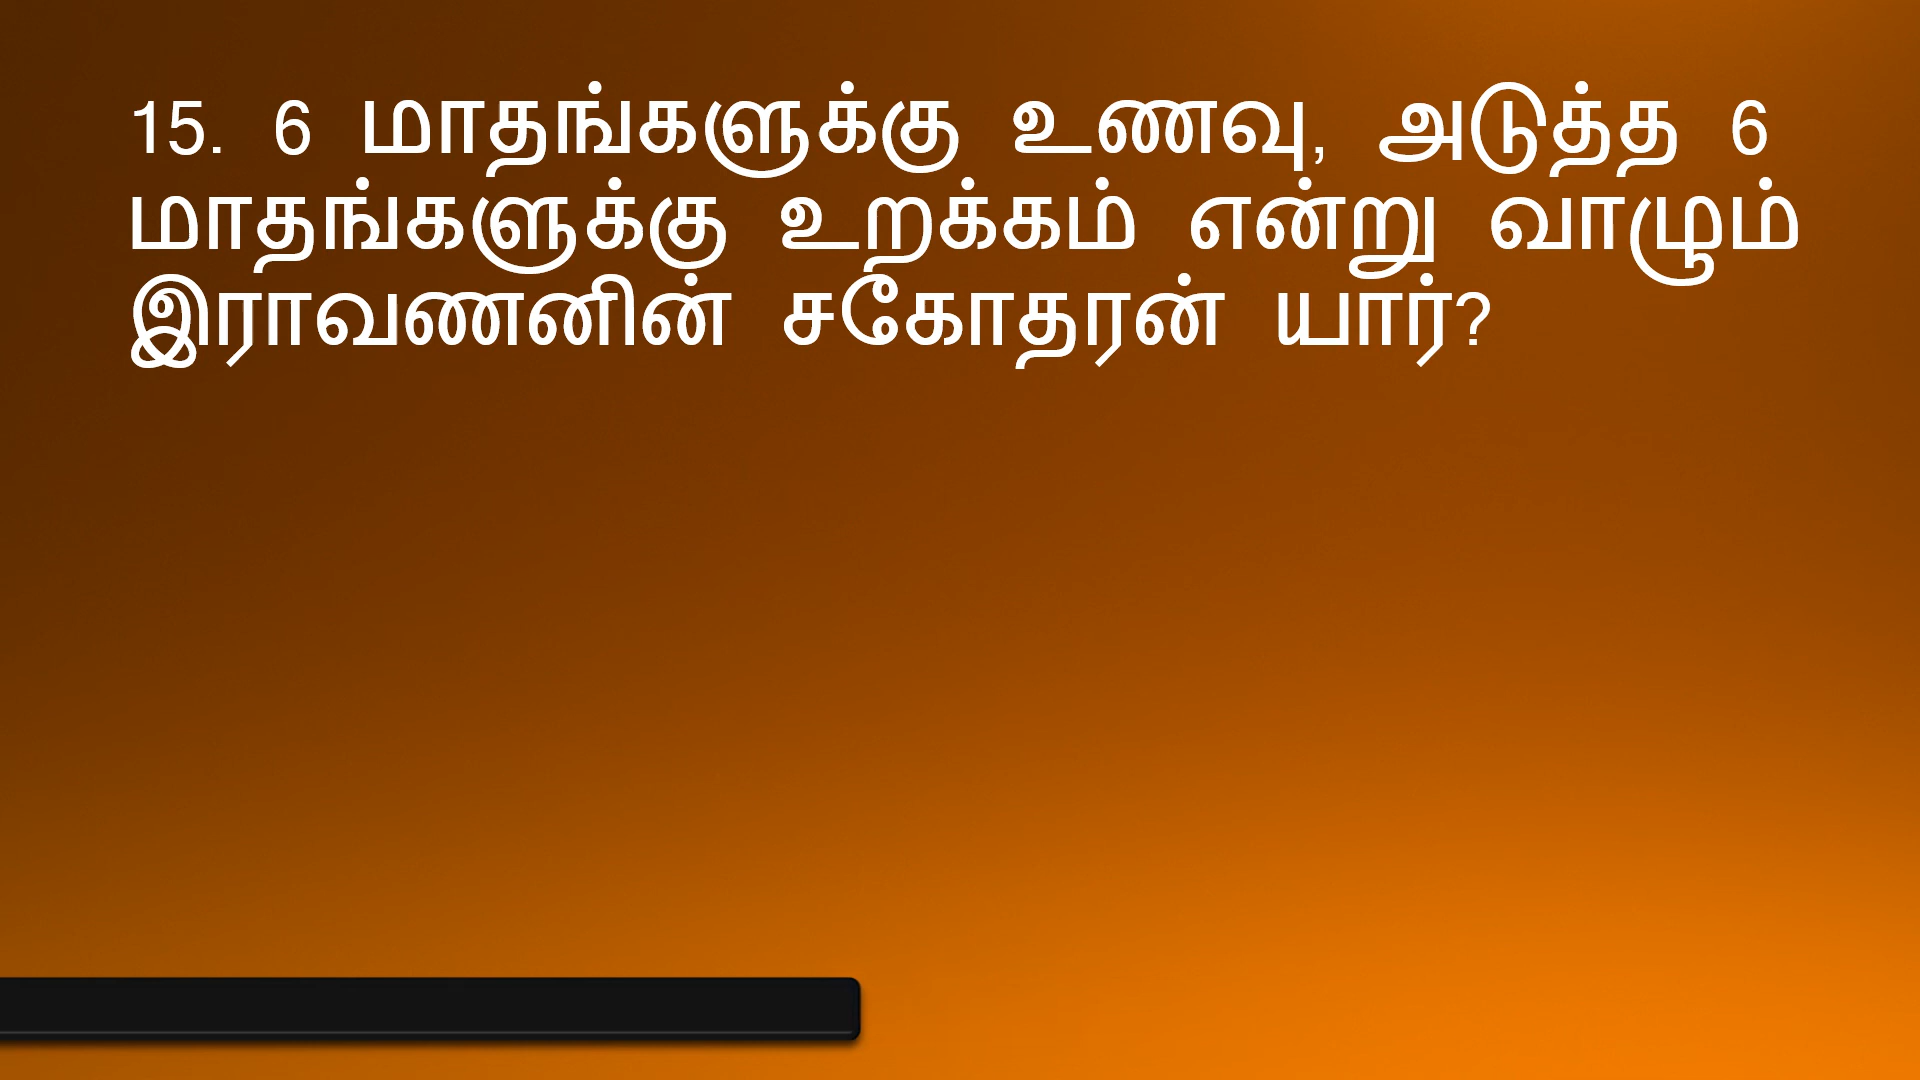 15. 6 மாதங்களுக்கு உணவு, அடுத்த 6
மாதங்களுக்கு உறக்கம் என்று வாழும்
இராவணனின் சகோதரன் யார்?